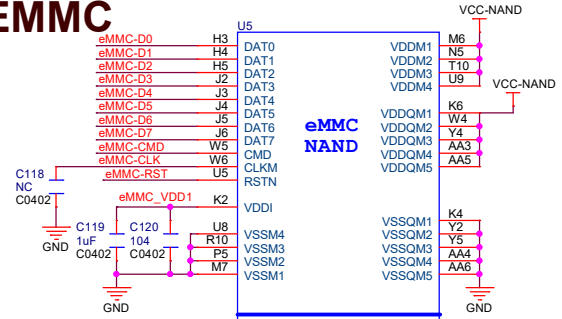 EMMC
VCC-NAND
U5
eMMC-D0 H3 DAT0 VDDM1 M6
eMMC-D1 H4 DAT1 VDDM2 N5
eMMC-D2 H5 DAT2 VDDM3 T10
eMMC-D3 J2 DAT3 VDDM4 U9
VCC-NAND
eMMC-D4 J3 DAT4
eMMC-D5 J4 DAT5 VDDQM1 K6
eMMC-D6 J5 DAT6 VDDQM2 W4
eMMC-D7 J6 DAT7 VDDQM3 Y4
eMMC-CMD W5 CMD VDDQM4 AA3
eMMC-CLK W6 CLKM VDDQM5 AA5
eMMC-RST U5 RSTN
eMMC
NAND
C118
NC
C0402
GND
eMMC_VDD1 K2 VDDI
C119
1uF
C0402
C120
104
C0402
VSSQM1 K4
U8 VSSM4 VSSQM2 Y2
R10 VSSM3 VSSQM3 Y5
P5 VSSM2 VSSQM4 AA4
M7 VSSM1 VSSQM5 AA6
GND
GND